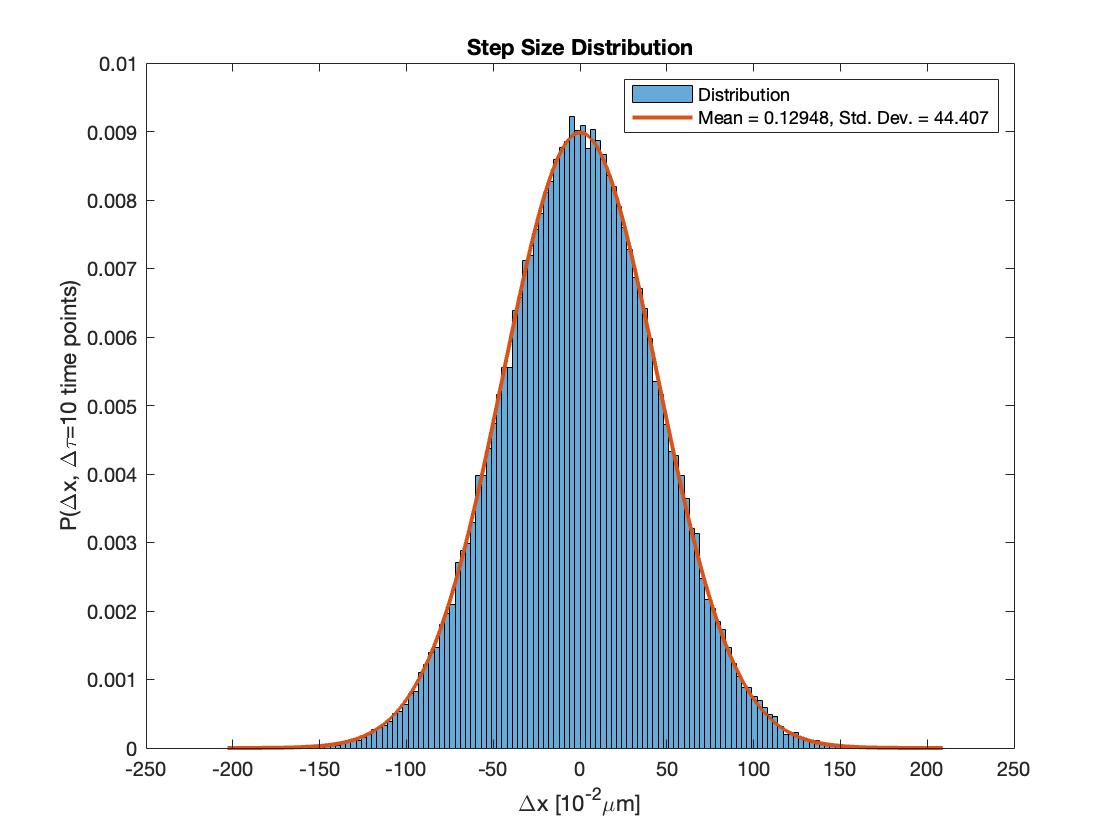 Step Size Distribution
Distribution
Mean = 0.12948, Std. Dev. = 44.407
P(Δx, Δτ=10 time points)
0.01
0.009
0.008
0.007
0.006
0.005
0.004
0.003
0.002
0.001
0
-250 -200 -150 -100 -50 0 50 100 150 200 250
Δx [10⁻²μm]